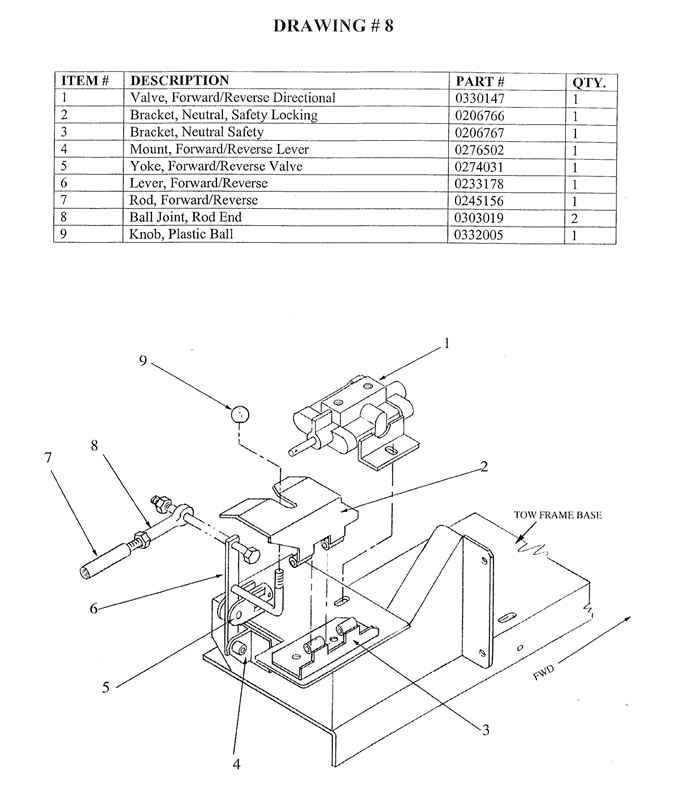 DRAWING # 8
ITEM # DESCRIPTION PART # QTY.
1 Valve, Forward/Reverse Directional 0330147 1
2 Bracket, Neutral, Safety Locking 0206766 1
3 Bracket, Neutral Safety 0206767 1
4 Mount, Forward/Reverse Lever 0276502 1
5 Yoke, Forward/Reverse Valve 0274031 1
6 Lever, Forward/Reverse 0233178 1
7 Rod, Forward/Reverse 0245156 1
8 Ball Joint, Rod End 0303019 2
9 Knob, Plastic Ball 0332005 1
1
9
8
7
2
TOW FRAME BASE
6
5
4
3
FWD